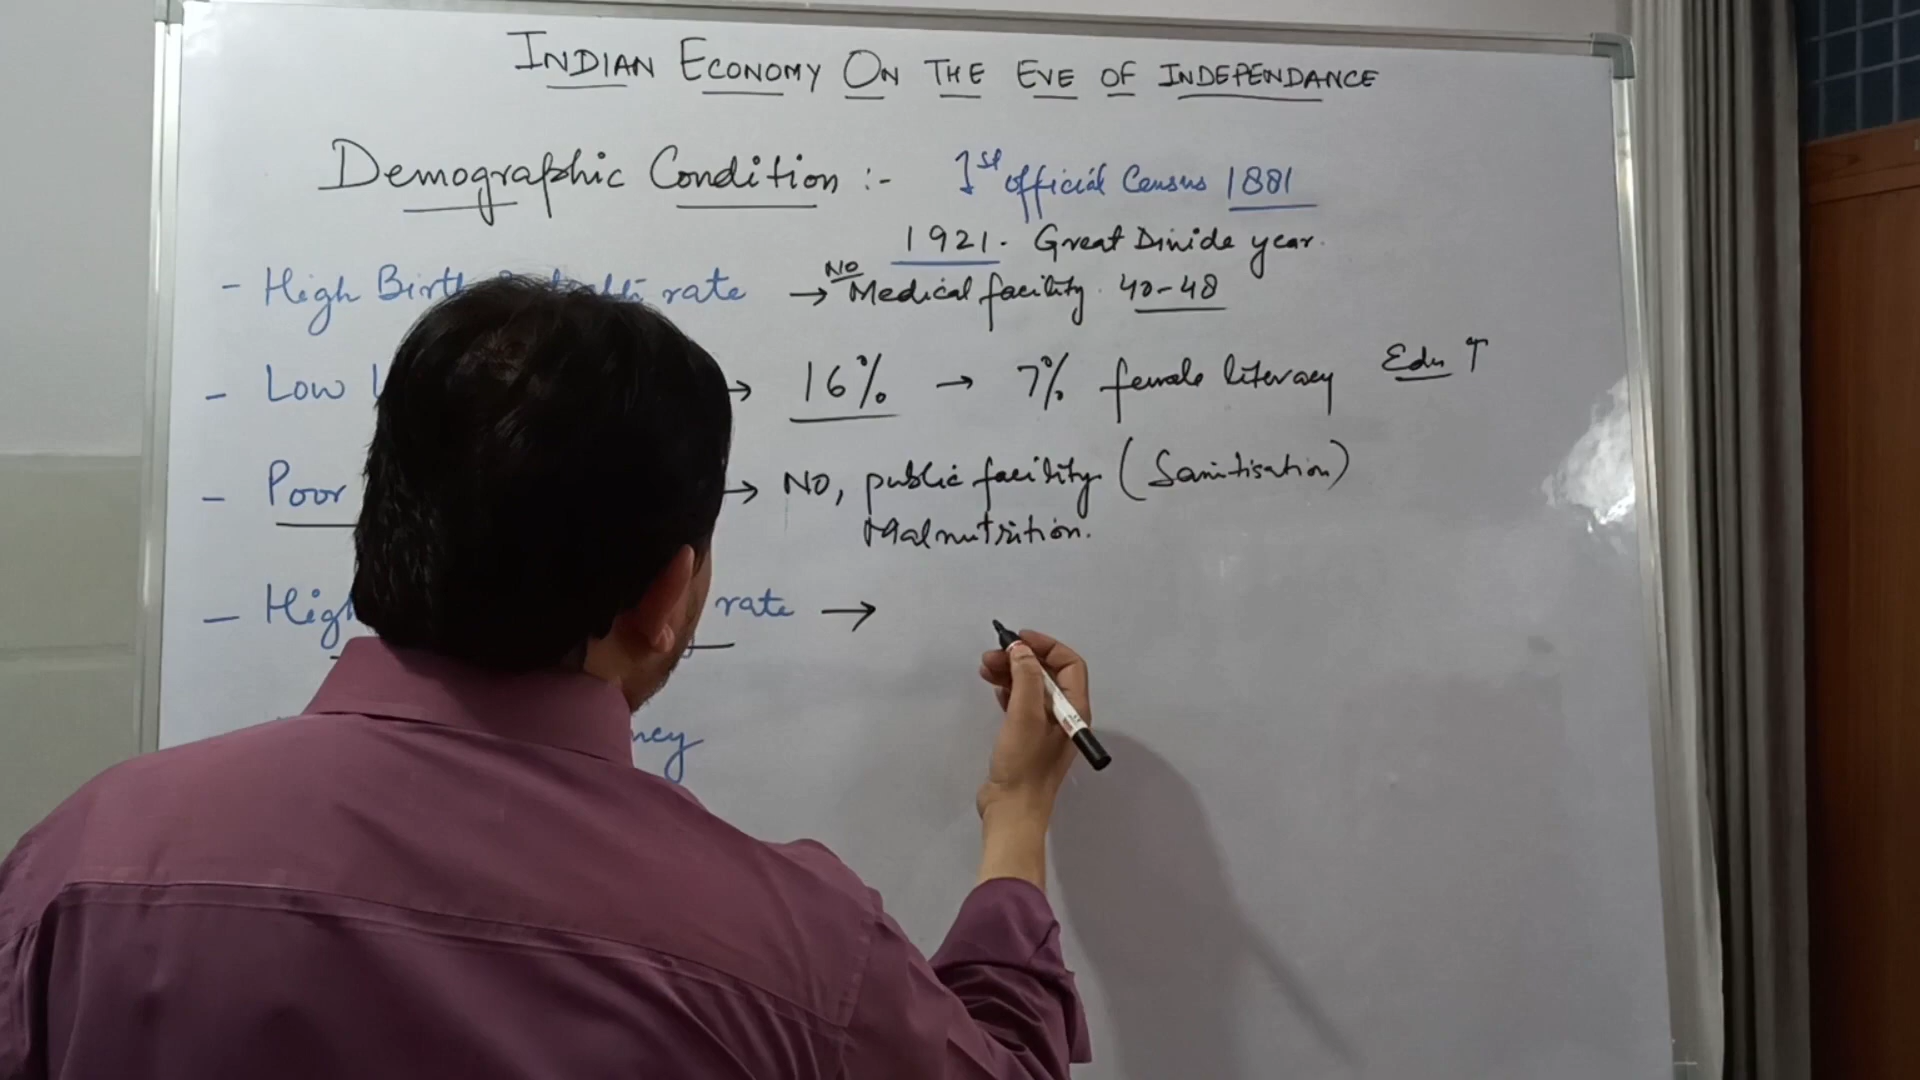 INDIAN ECONOMY ON THE EVE OF INDEPENDANCE
Demographic Condition :- 1st official Census 1881
1921. Great Divide year.
- High Birth rate → NO Medical facility. 40-48
- Low → 16% → 7% female literacy Edu ↑
- Poor → NO, public facility. (Sanitisation)
Malnutrition.
- High rate →